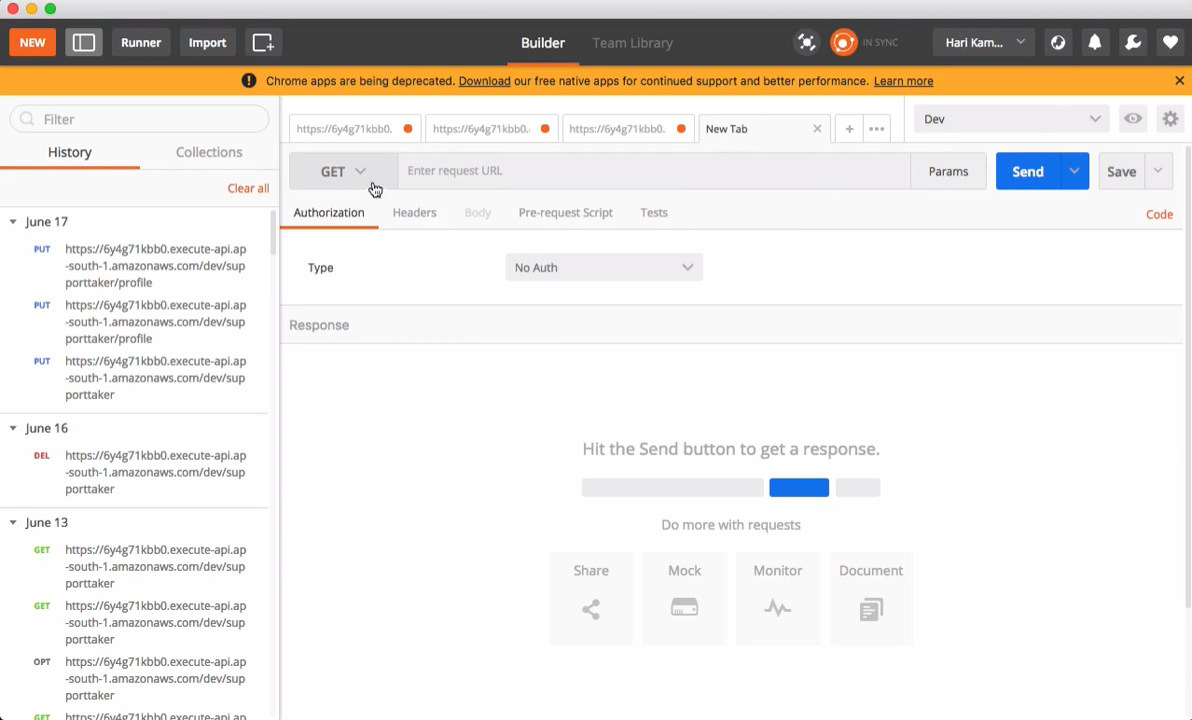 NEW
Runner
Import
Builder
Team Library
IN SYNC
Hari Kam...
! Chrome apps are being deprecated. Download our free native apps for continued support and better performance. Learn more
Filter
History
Collections
Clear all
June 17
PUT https://6y4g71kbb0.execute-api.ap
-south-1.amazonaws.com/dev/sup
porttaker/profile
PUT https://6y4g71kbb0.execute-api.ap
-south-1.amazonaws.com/dev/sup
porttaker/profile
PUT https://6y4g71kbb0.execute-api.ap
-south-1.amazonaws.com/dev/sup
porttaker
June 16
DEL https://6y4g71kbb0.execute-api.ap
-south-1.amazonaws.com/dev/sup
porttaker
June 13
GET https://6y4g71kbb0.execute-api.ap
-south-1.amazonaws.com/dev/sup
porttaker
GET https://6y4g71kbb0.execute-api.ap
-south-1.amazonaws.com/dev/sup
porttaker
OPT https://6y4g71kbb0.execute-api.ap
-south-1.amazonaws.com/dev/sup
porttaker
GET https://6y4g71kbb0.execute-api.ap
https://6y4g71kbb0.
https://6y4g71kbb0.
https://6y4g71kbb0.
New Tab
Dev
GET
Enter request URL
Params
Send
Save
Authorization
Headers
Body
Pre-request Script
Tests
Code
Type
No Auth
Response
Hit the Send button to get a response.
Do more with requests
Share
Mock
Monitor
Document